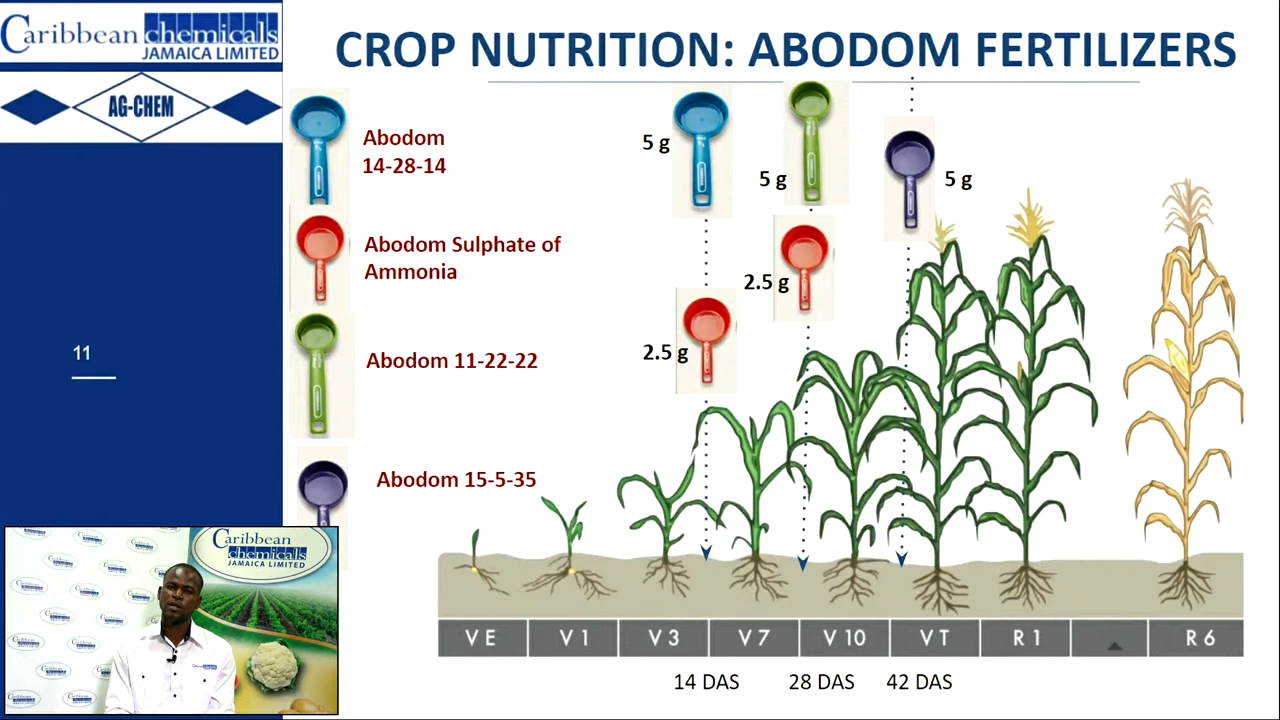 Caribbean chemicals
JAMAICA LIMITED
AG-CHEM
11
CROP NUTRITION: ABODOM FERTILIZERS
Abodom
14-28-14
Abodom Sulphate of
Ammonia
Abodom 11-22-22
Abodom 15-5-35
5 g
5 g
5 g
2.5 g
2.5 g
VE
V1
V3
V7
V10
VT
R1
R6
14 DAS
28 DAS
42 DAS
Caribbean
chemicals
JAMAICA LIMITED